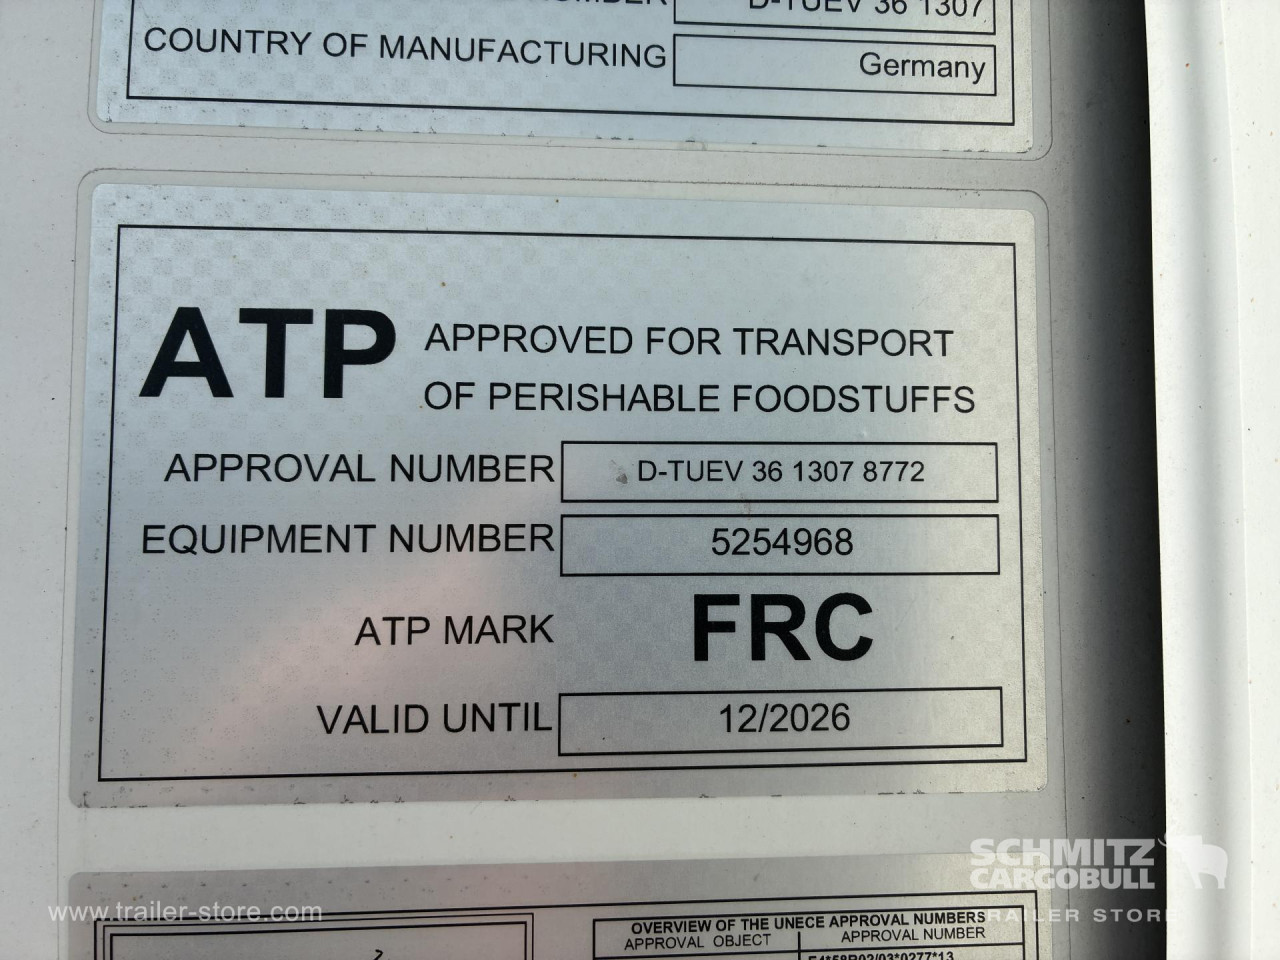 D-TUEV 36 1307
COUNTRY OF MANUFACTURING Germany
ATP APPROVED FOR TRANSPORT
OF PERISHABLE FOODSTUFFS
APPROVAL NUMBER D-TUEV 36 1307 8772
EQUIPMENT NUMBER 5254968
ATP MARK FRC
VALID UNTIL 12/2026
SCHMITZ
CARGOBULL
TRAILER STORE
www.trailer-store.com
OVERVIEW OF THE UNECE APPROVAL NUMBERS
APPROVAL OBJECT APPROVAL NUMBER